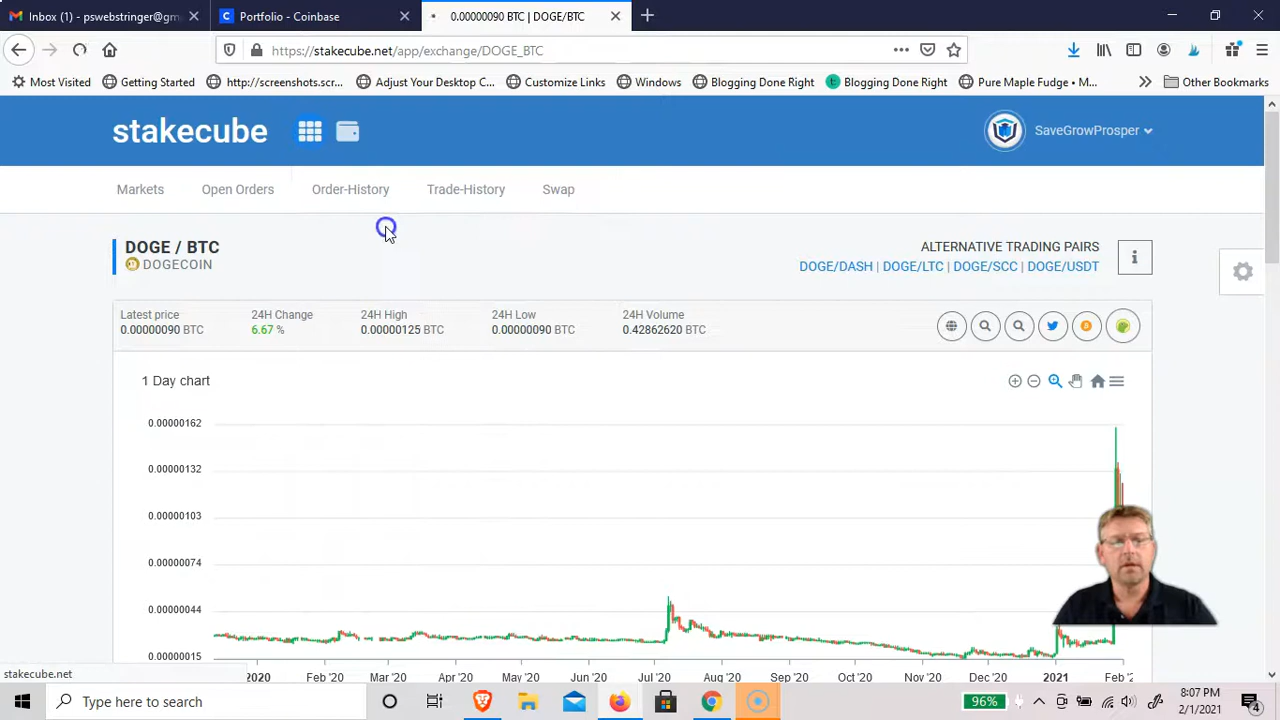 Inbox (1) - pswebstringer@gm
Portfolio - Coinbase
0.00000090 BTC | DOGE/BTC
https://stakecube.net/app/exchange/DOGE_BTC
Most Visited
Getting Started
http://screenshots.scr...
Adjust Your Desktop C...
Customize Links
Windows
Blogging Done Right
Blogging Done Right
Pure Maple Fudge • M...
Other Bookmarks
stakecube
SaveGrowProsper
Markets
Open Orders
Order-History
Trade-History
Swap
DOGE / BTC
DOGECOIN
ALTERNATIVE TRADING PAIRS
DOGE/DASH | DOGE/LTC | DOGE/SCC | DOGE/USDT
Latest price
0.00000090 BTC
24H Change
6.67 %
24H High
0.00000125 BTC
24H Low
0.00000090 BTC
24H Volume
0.42862620 BTC
1 Day chart
0.00000162
0.00000132
0.00000103
0.00000074
0.00000044
0.00000015
2020
Feb '20
Mar '20
Apr '20
May '20
Jun '20
Jul '20
Aug '20
Sep '20
Oct '20
Nov '20
Dec '20
2021
Feb '2
stakecube.net
Type here to search
96%
8:07 PM
2/1/2021
4